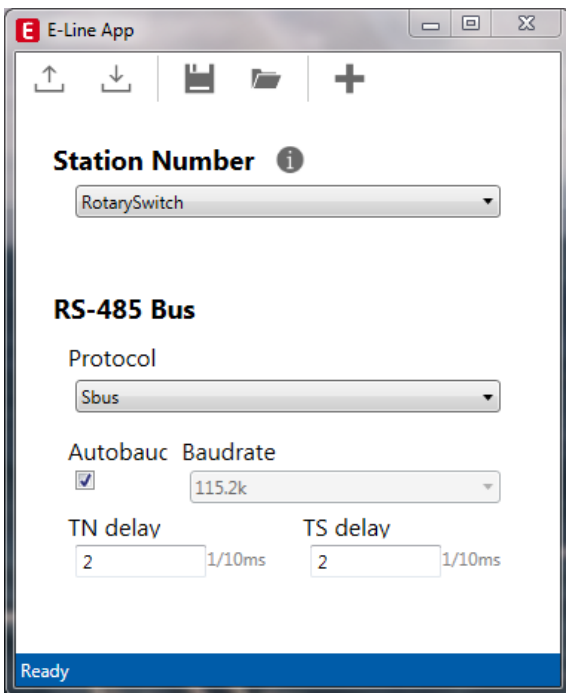 E E-Line App
Station Number i
RotarySwitch
RS-485 Bus
Protocol
Sbus
Autobauc Baudrate
115.2k
TN delay TS delay
2 1/10ms 2 1/10ms
Ready